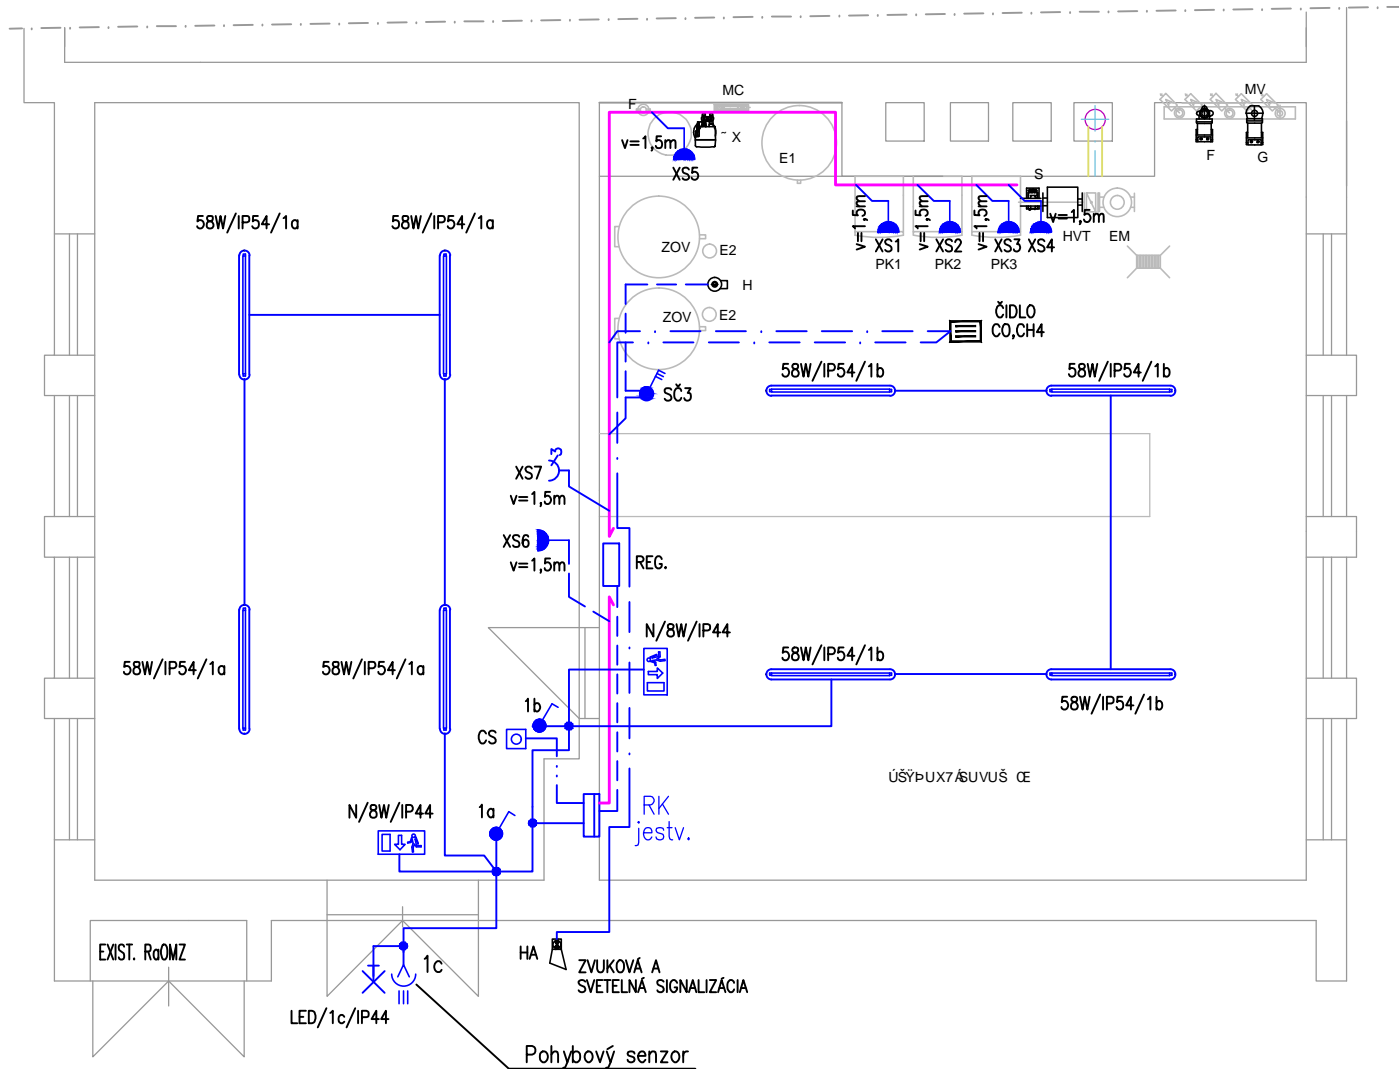 MC
F
MV
v=1,5m
X
E1
F
G
XS5
S
58W/IP54/1a
58W/IP54/1a
v=1,5m
v=1,5m
v=1,5m
v=1,5m
XS1
XS2
XS3
XS4
HVT
EM
PK1
PK2
PK3
ZOV
E2
H
ZOV
E2
ČIDLO
CO,CH4
58W/IP54/1b
58W/IP54/1b
SČ3
XS7
3
v=1,5m
XS6
v=1,5m
REG.
N/8W/IP44
58W/IP54/1a
58W/IP54/1a
58W/IP54/1b
58W/IP54/1b
1b
CS
N/8W/IP44
1a
RK
jestv.
EXIST. RaOMZ
1c
HA
ZVUKOVÁ A
SVETELNÁ SIGNALIZÁCIA
LED/1c/IP44
Pohybový senzor